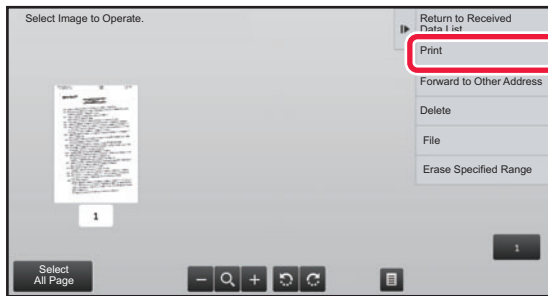 Select Image to Operate.
Return to Received
Data List
Print
Forward to Other Address
Delete
File
Erase Specified Range
1
1
Select
All Page